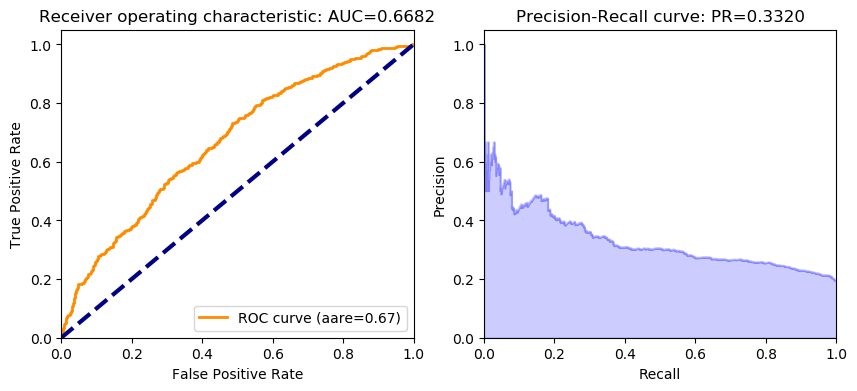 Receiver operating characteristic: AUC=0.6682
True Positive Rate
1.0
0.8
0.6
0.4
0.2
0.0
ROC curve (aare=0.67)
0.0 0.2 0.4 0.6 0.8 1.0
False Positive Rate
Precision-Recall curve: PR=0.3320
Precision
1.0
0.8
0.6
0.4
0.2
0.0
0.0 0.2 0.4 0.6 0.8 1.0
Recall